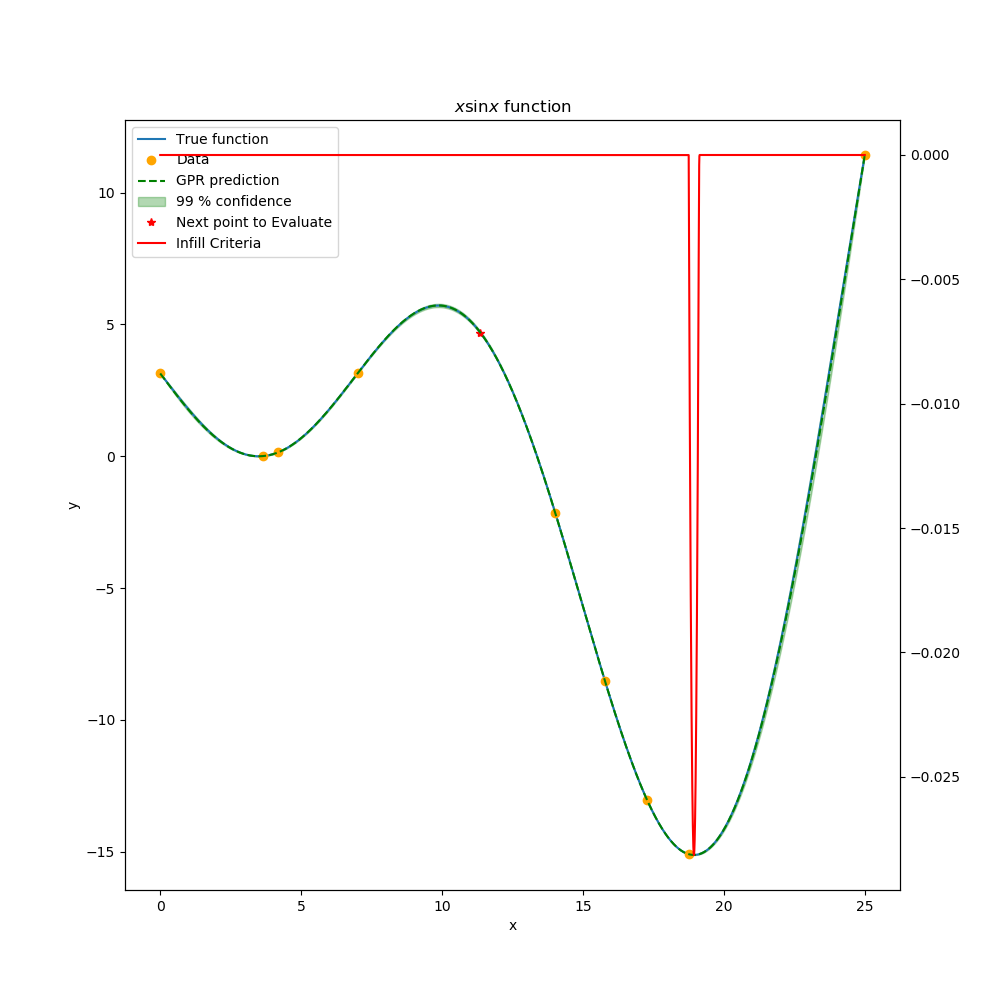 xsinx function
True function
Data
GPR prediction
99 % confidence
Next point to Evaluate
Infill Criteria
10
5
0
−5
−10
−15
y
0.000
−0.005
−0.010
−0.015
−0.020
−0.025
0 5 10 15 20 25
x